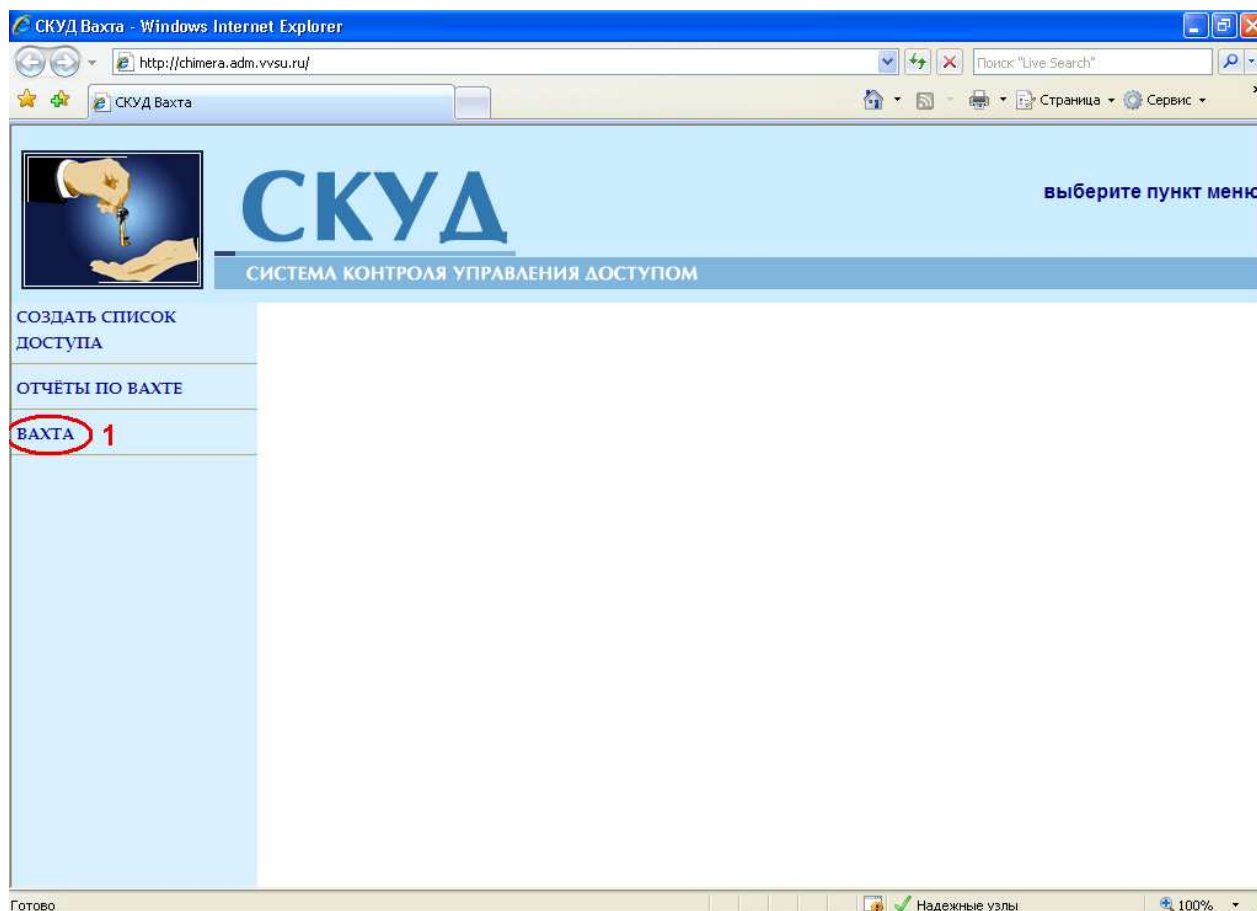 СКУД Вахта - Windows Internet Explorer
http://chimera.adm.vvsu.ru/
Поиск "Live Search"
СКУД Вахта
Страница
Сервис
СКУД
выберите пункт меню
СИСТЕМА КОНТРОЛЯ УПРАВЛЕНИЯ ДОСТУПОМ
СОЗДАТЬ СПИСОК
ДОСТУПА
ОТЧЁТЫ ПО ВАХТЕ
ВАХТА 1
Готово
Надежные узлы
100%